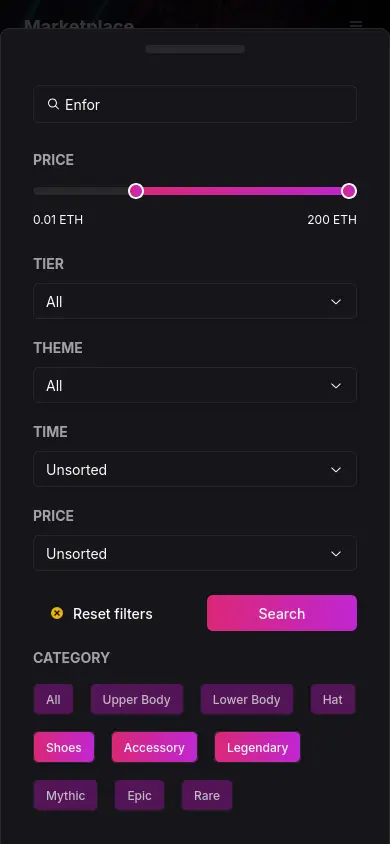 Marketplace
Enfor
PRICE
0.01 ETH 200 ETH
TIER
All
THEME
All
TIME
Unsorted
PRICE
Unsorted
Reset filters Search
CATEGORY
All Upper Body Lower Body Hat
Shoes Accessory Legendary
Mythic Epic Rare